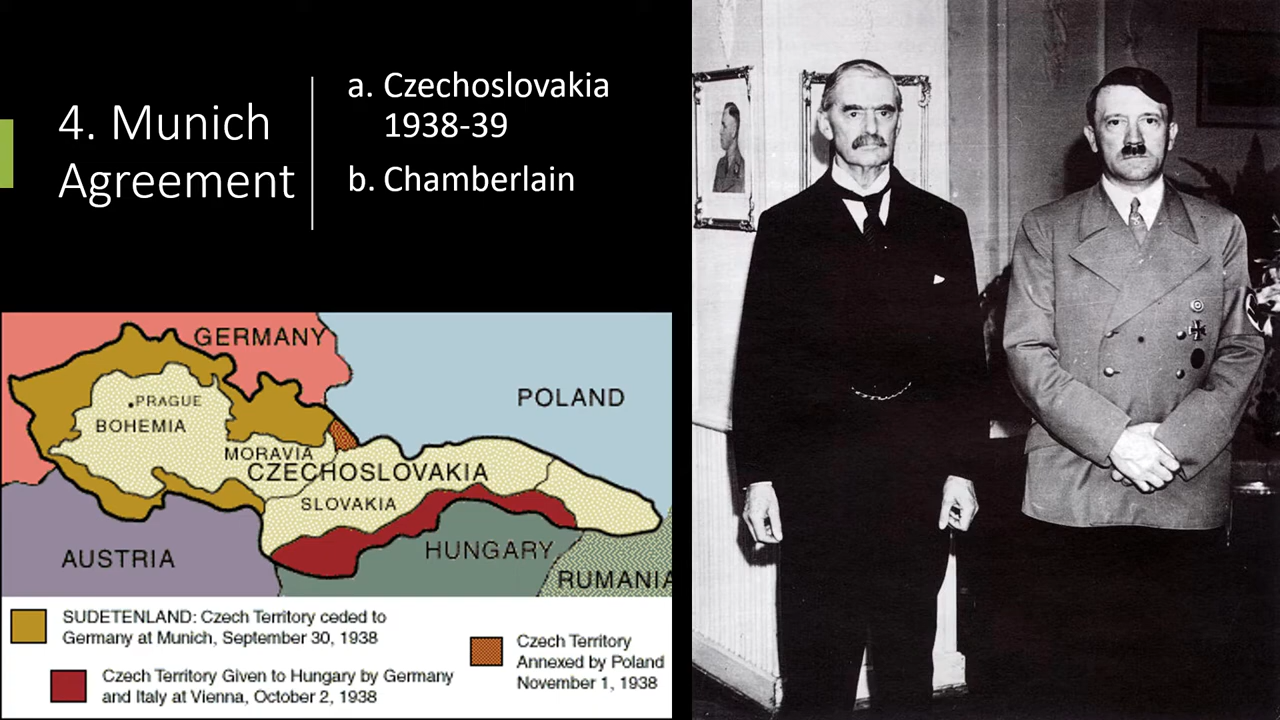 4. Munich
Agreement
a. Czechoslovakia
1938-39
b. Chamberlain
GERMANY
POLAND
PRAGUE
BOHEMIA
MORAVIA
CZECHOSLOVAKIA
SLOVAKIA
AUSTRIA
HUNGARY
RUMANIA
SUDETENLAND: Czech Territory ceded to
Germany at Munich, September 30, 1938
Czech Territory Given to Hungary by Germany
and Italy at Vienna, October 2, 1938
Czech Territory
Annexed by Poland
November 1, 1938